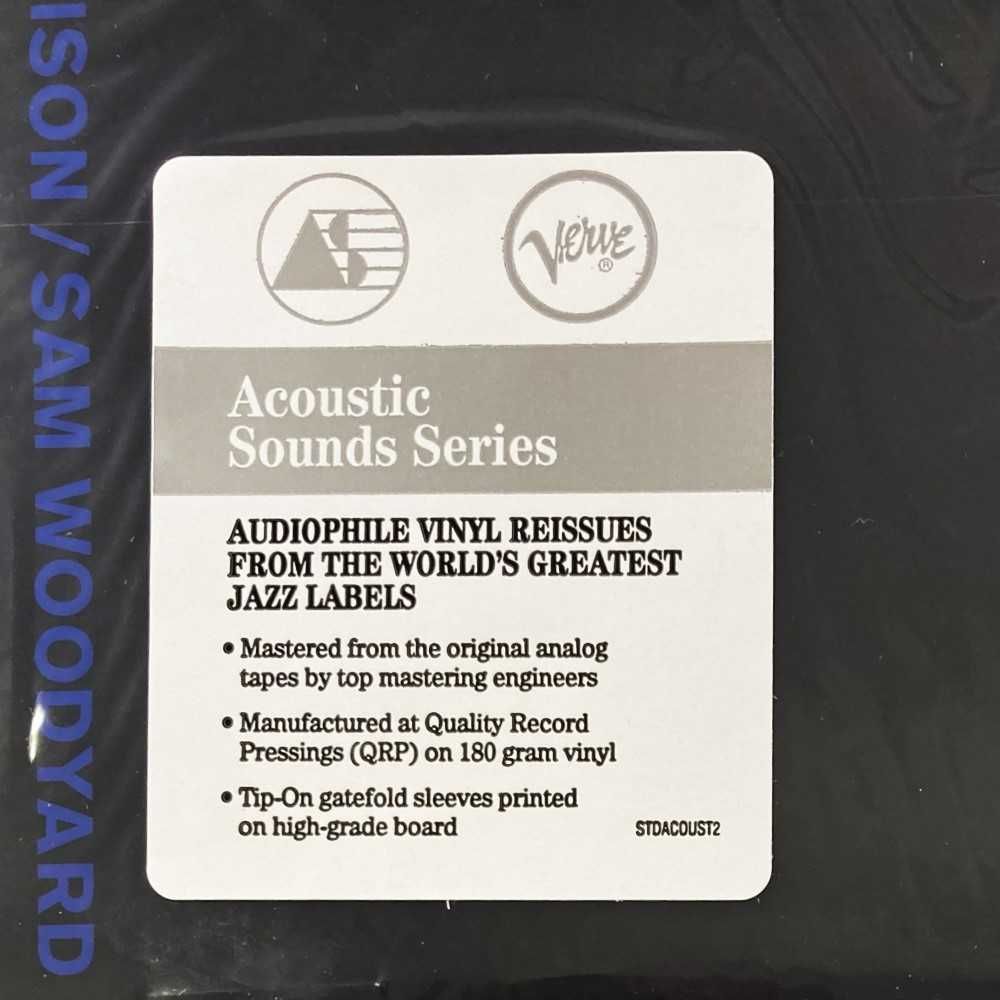 ISON / SAM WOODYARD
AS
Verve
®
Acoustic
Sounds Series
AUDIOPHILE VINYL REISSUES
FROM THE WORLD'S GREATEST
JAZZ LABELS
• Mastered from the original analog
tapes by top mastering engineers
• Manufactured at Quality Record
Pressings (QRP) on 180 gram vinyl
• Tip-On gatefold sleeves printed
on high-grade board
STDACOUST2